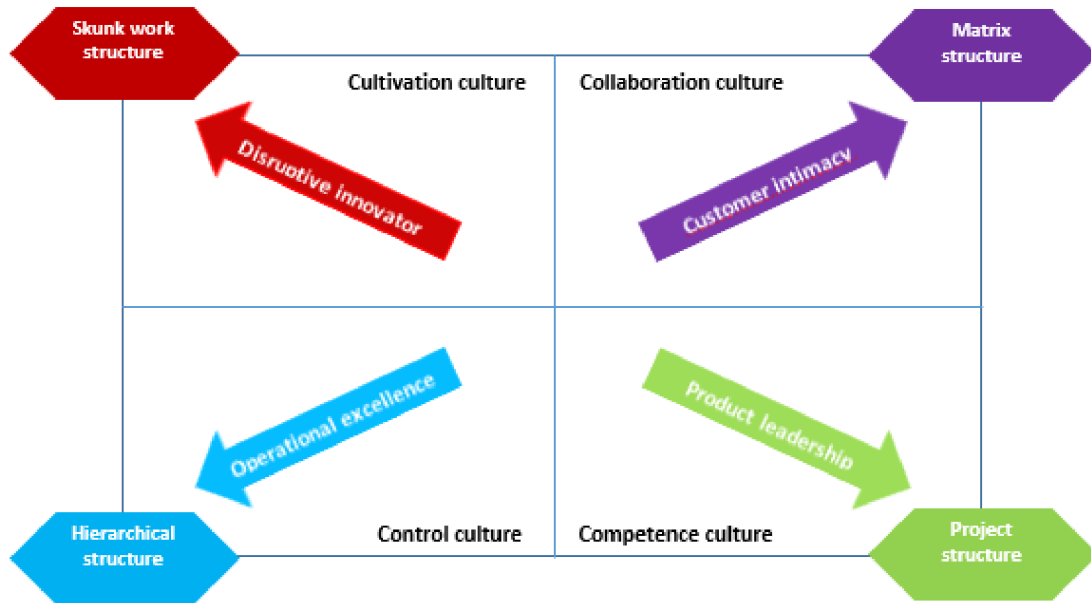 Skunk work
structure
Matrix
structure
Cultivation culture
Collaboration culture
Disruptive innovator
Customer intimacy
Operational excellence
Product leadership
Hierarchical
structure
Control culture
Competence culture
Project
structure